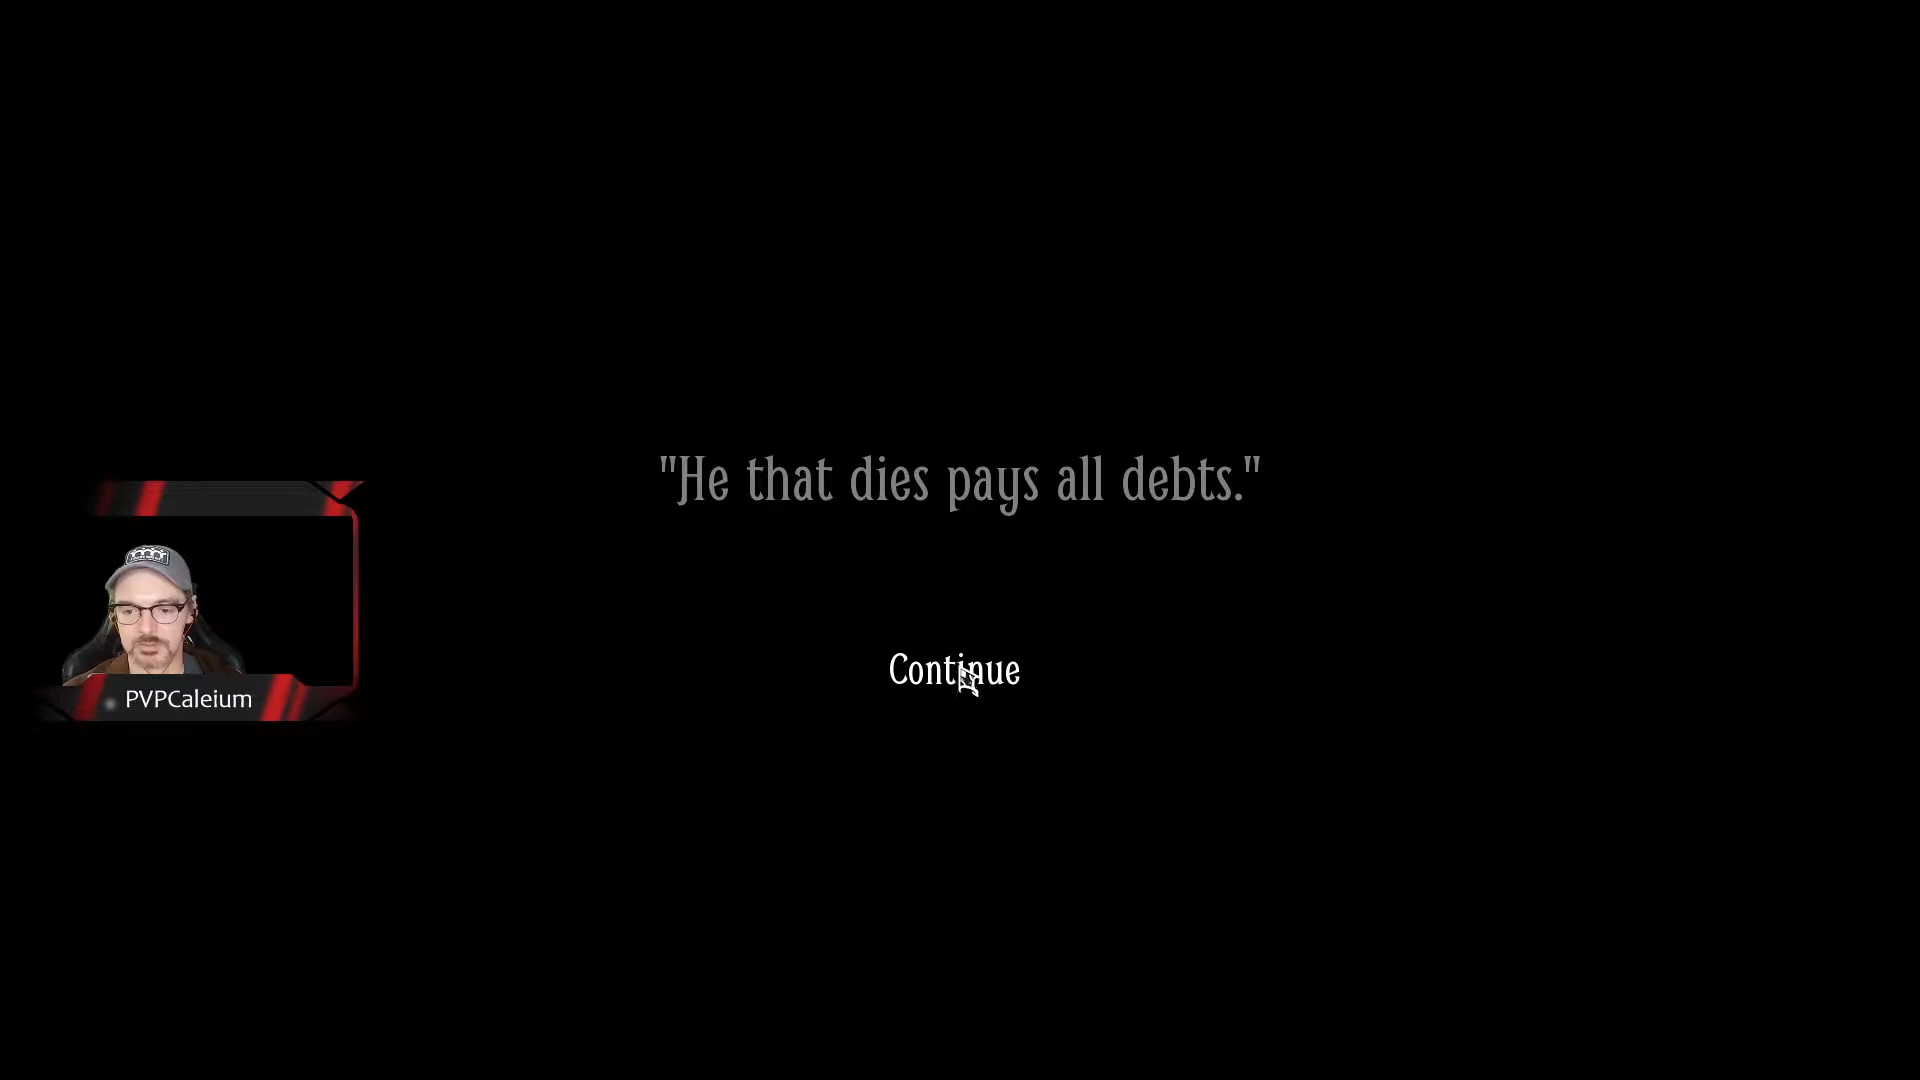 "He that dies pays all debts."
Continue
PVPCaleium